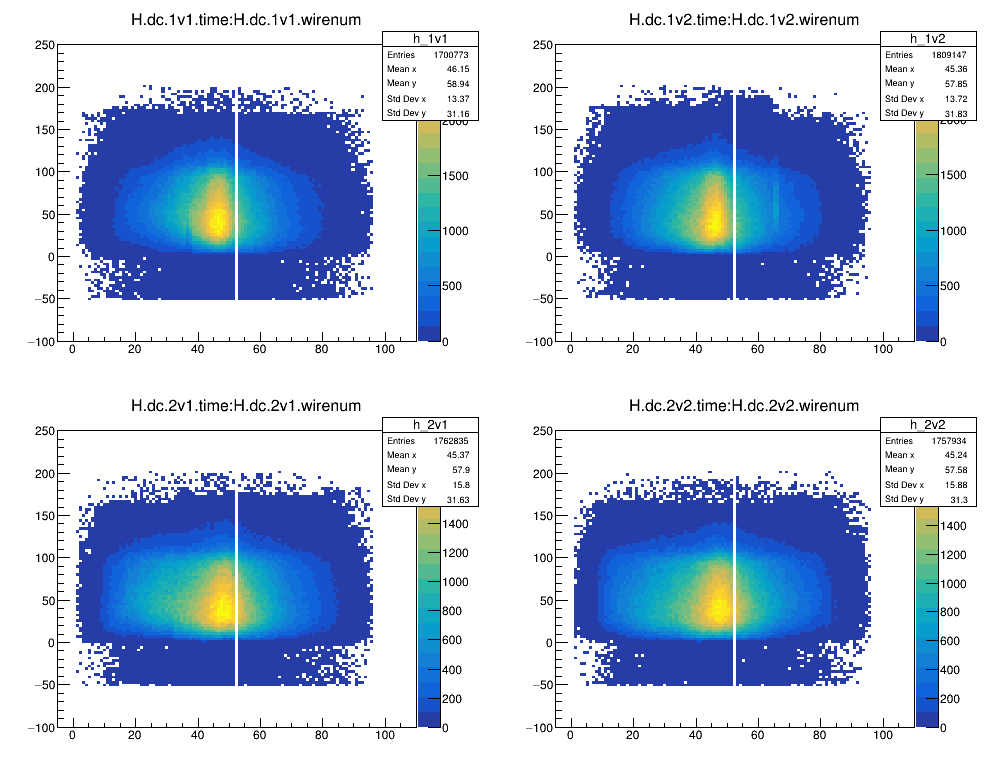 H.dc.1v1.time:H.dc.1v1.wirenum
h_1v1
Entries 1700773
Mean x 46.15
Mean y 58.94
Std Dev x 13.37
Std Dev y 31.16
250
200
150
100
50
0
−50
−100
0 20 40 60 80 100
2000
1500
1000
500
0
H.dc.1v2.time:H.dc.1v2.wirenum
h_1v2
Entries 1809147
Mean x 45.36
Mean y 57.85
Std Dev x 13.72
Std Dev y 31.83
250
200
150
100
50
0
−50
−100
0 20 40 60 80 100
2000
1500
1000
500
0
H.dc.2v1.time:H.dc.2v1.wirenum
h_2v1
Entries 1762835
Mean x 45.37
Mean y 57.9
Std Dev x 15.8
Std Dev y 31.63
250
200
150
100
50
0
−50
−100
0 20 40 60 80 100
1400
1200
1000
800
600
400
200
0
H.dc.2v2.time:H.dc.2v2.wirenum
h_2v2
Entries 1757934
Mean x 45.24
Mean y 57.58
Std Dev x 15.88
Std Dev y 31.3
250
200
150
100
50
0
−50
−100
0 20 40 60 80 100
1400
1200
1000
800
600
400
200
0